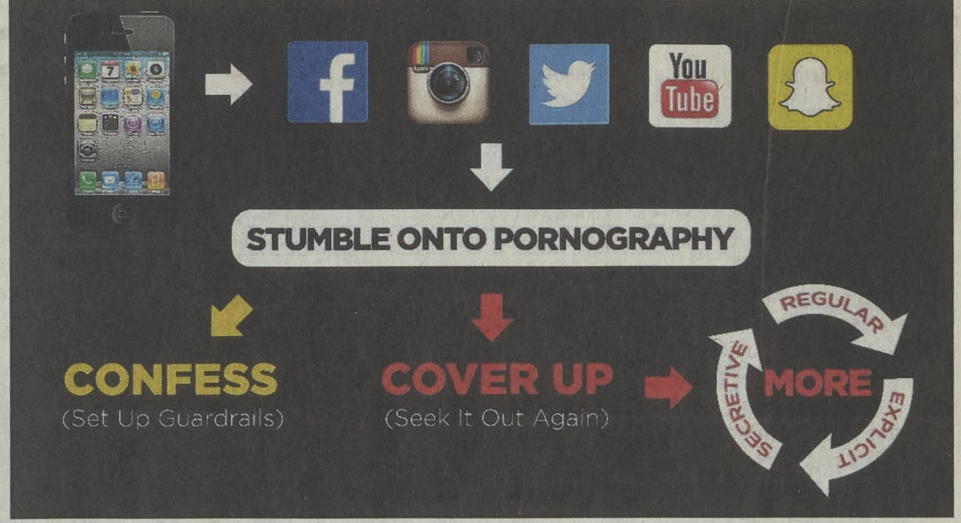 You
Tube
STUMBLE ONTO PORNOGRAPHY
CONFESS
(Set Up Guardrails)
COVER UP
(Seek It Out Again)
MORE
REGULAR
EXPLICIT
SECRETIVE